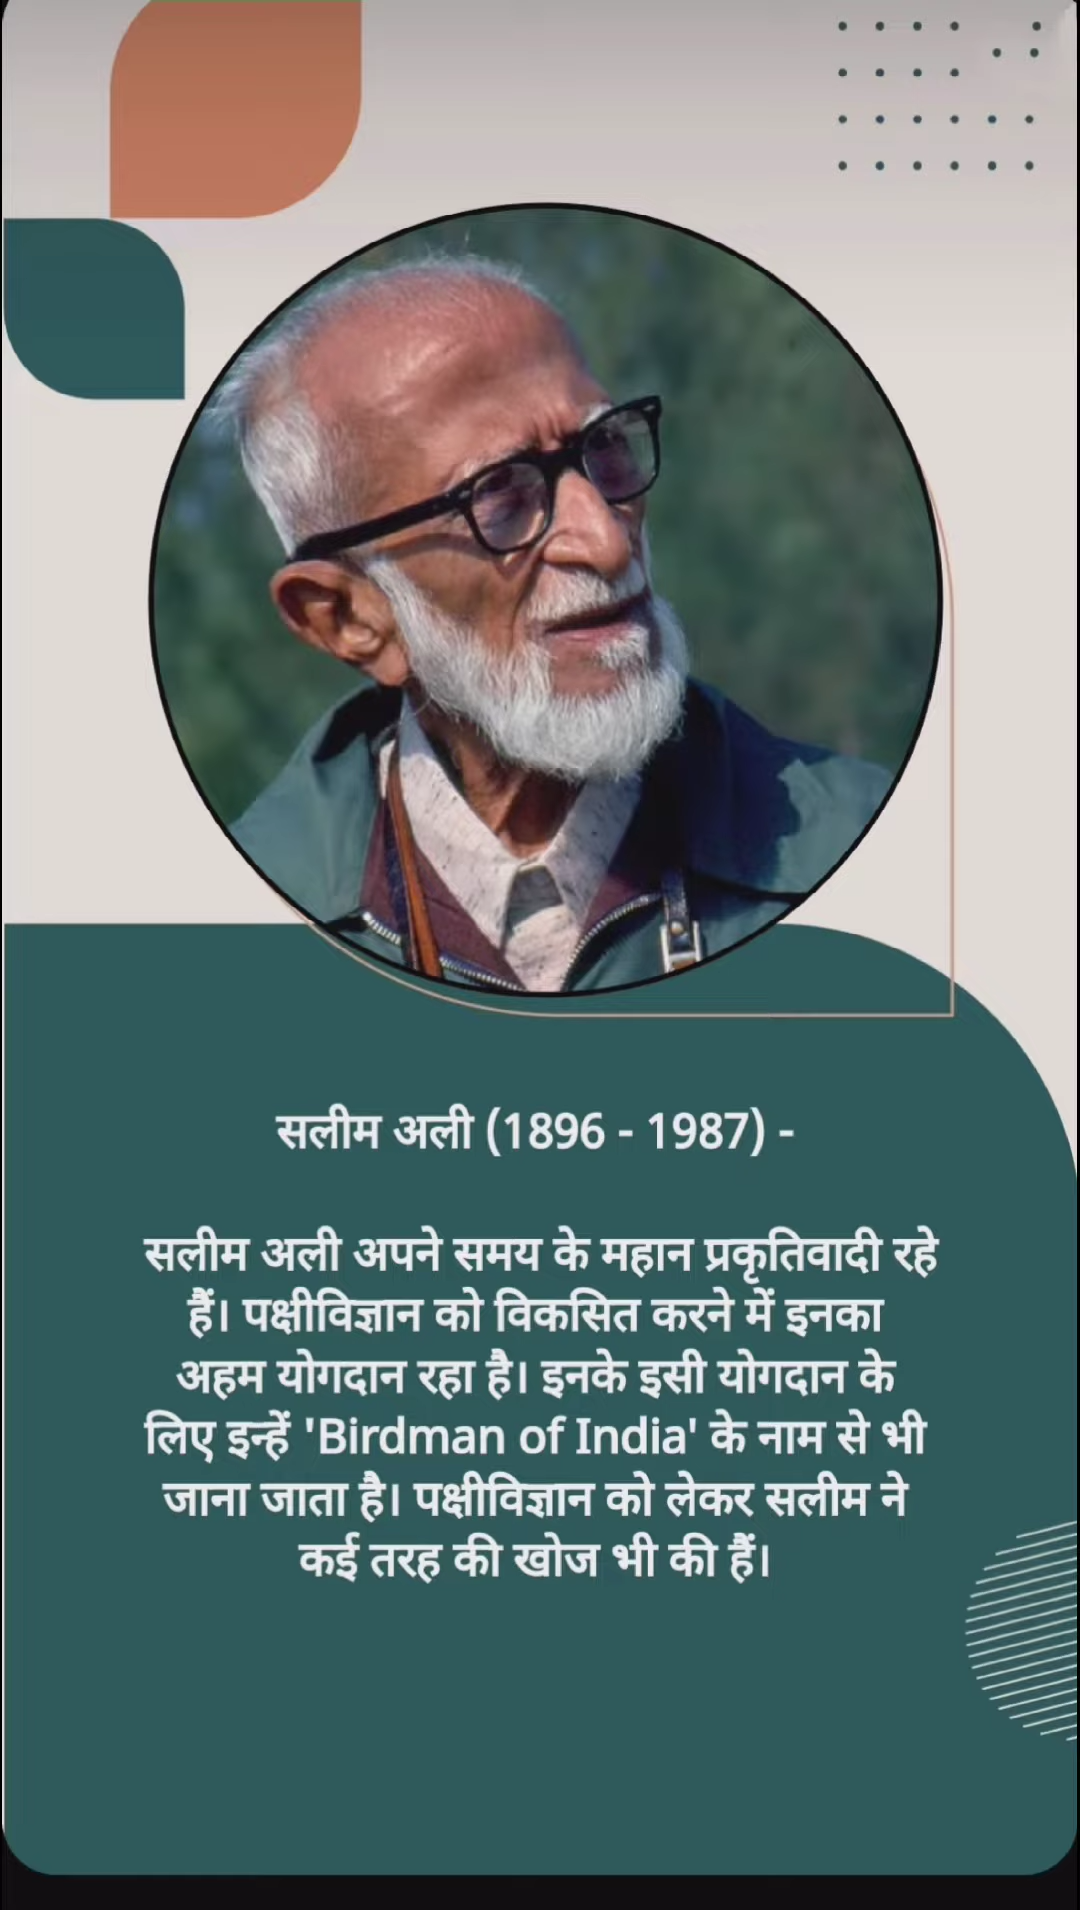 सलीम अली (1896 - 1987) -
सलीम अली अपने समय के महान प्रकृतिवादी रहे
हैं। पक्षीविज्ञान को विकसित करने में इनका
अहम योगदान रहा है। इनके इसी योगदान के
लिए इन्हें 'Birdman of India' के नाम से भी
जाना जाता है। पक्षीविज्ञान को लेकर सलीम ने
कई तरह की खोज भी की हैं।